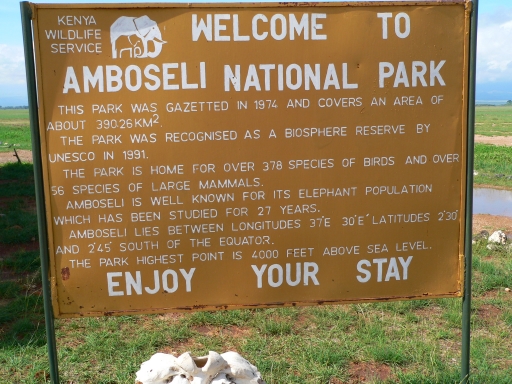 KENYA
WILDLIFE
SERVICE
WELCOME TO
AMBOSELI NATIONAL PARK
THIS PARK WAS GAZETTED IN 1974 AND COVERS AN AREA OF
ABOUT 390.26KM².
THE PARK WAS RECOGNISED AS A BIOSPHERE RESERVE BY
UNESCO IN 1991.
THE PARK IS HOME FOR OVER 378 SPECIES OF BIRDS AND OVER
56 SPECIES OF LARGE MAMMALS.
AMBOSELI IS WELL KNOWN FOR ITS ELEPHANT POPULATION
WHICH HAS BEEN STUDIED FOR 27 YEARS.
AMBOSELI LIES BETWEEN LONGITUDES 37°E 30'E" LATITUDES 2°30'
AND 2°45' SOUTH OF THE EQUATOR.
THE PARK HIGHEST POINT IS 4000 FEET ABOVE SEA LEVEL.
ENJOY YOUR STAY